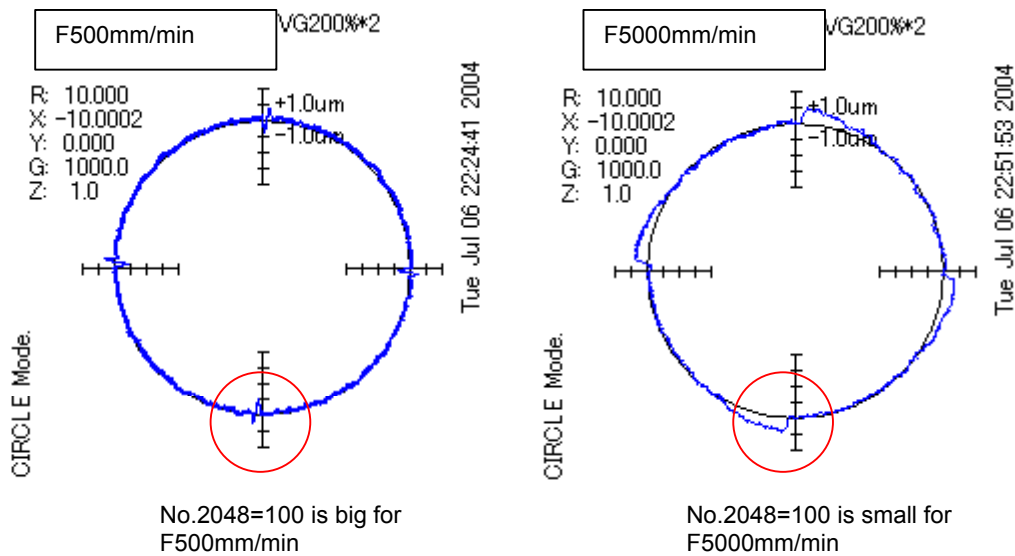 F500mm/min
VG200%*2
R: 10.000
X: -10.0002
Y: 0.000
G: 1000.0
Z: 1.0
+1.0um
-1.0um
Tue Jul 06 22:24:41 2004
CIRCLE Mode.
No.2048=100 is big for
F500mm/min
F5000mm/min
VG200%*2
R: 10.000
X: -10.0002
Y: 0.000
G: 1000.0
Z: 1.0
+1.0um
-1.0um
Tue Jul 06 22:51:53 2004
CIRCLE Mode.
No.2048=100 is small for
F5000mm/min